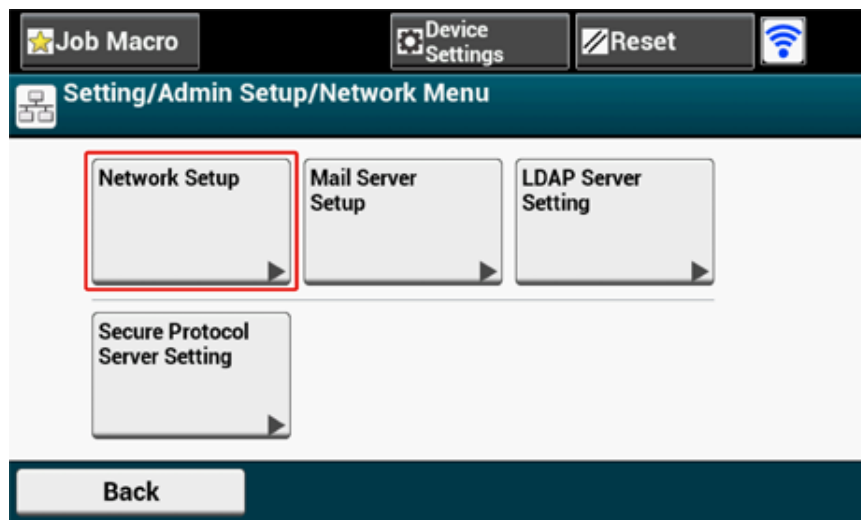 Job Macro
Device
Settings
Reset
Setting/Admin Setup/Network Menu
Network Setup
Mail Server
Setup
LDAP Server
Setting
Secure Protocol
Server Setting
Back